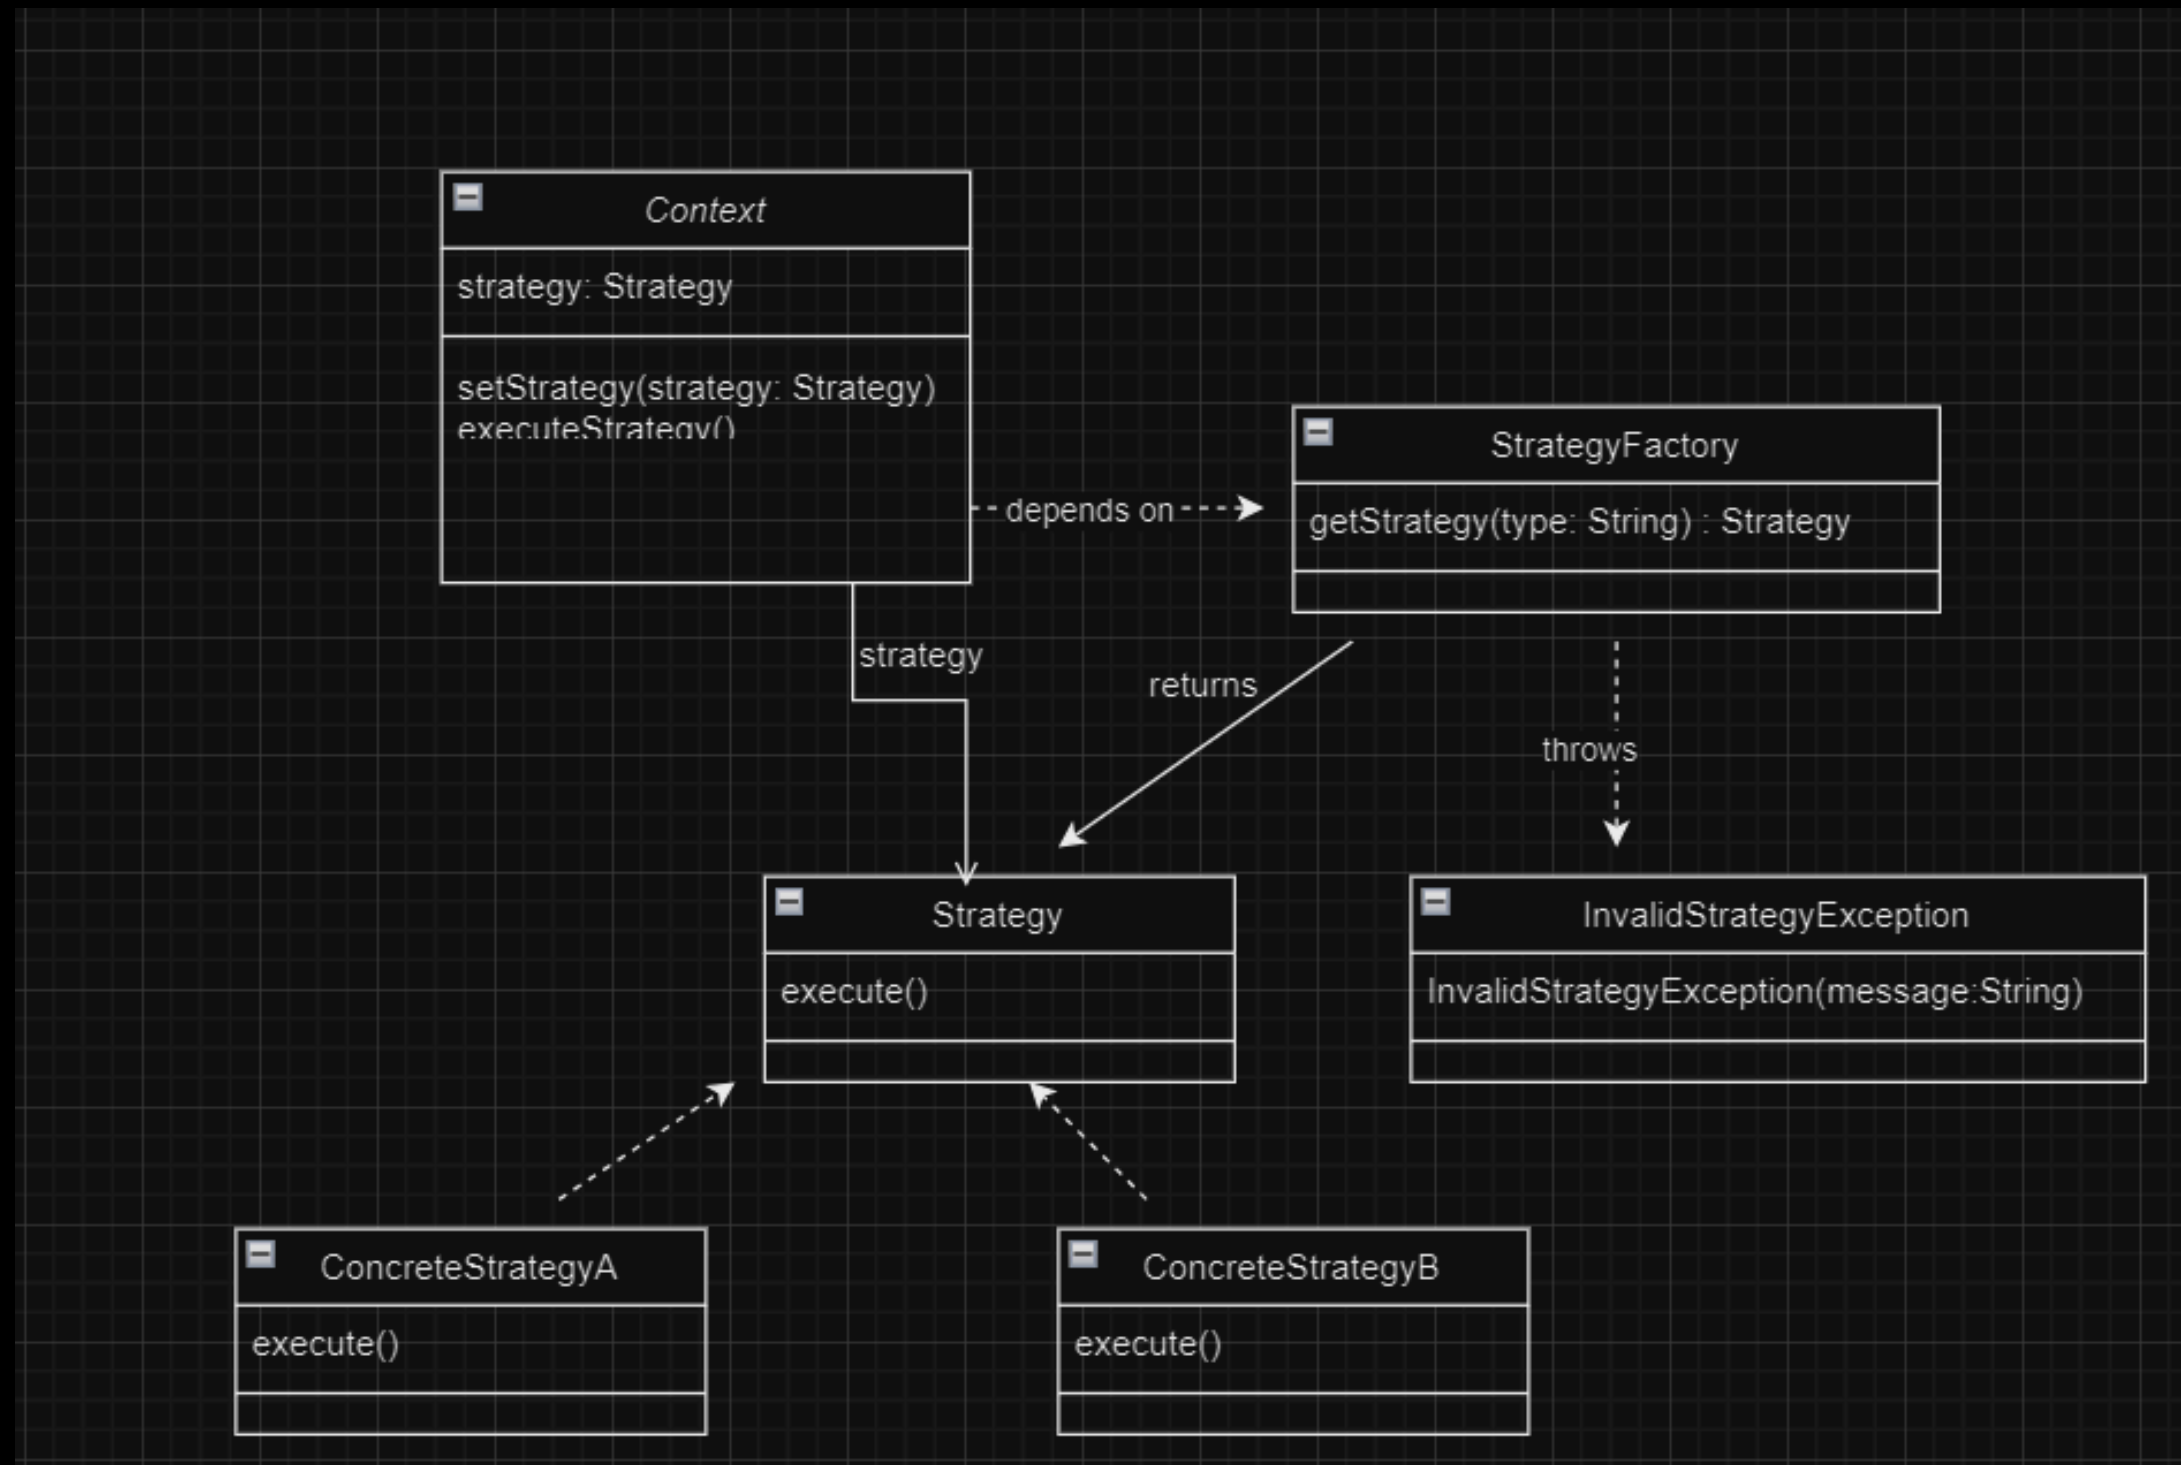 Context
strategy: Strategy
setStrategy(strategy: Strategy)
executeStrategy()
depends on
StrategyFactory
getStrategy(type: String) : Strategy
strategy
returns
throws
Strategy
execute()
InvalidStrategyException
InvalidStrategyException(message:String)
ConcreteStrategyA
execute()
ConcreteStrategyB
execute()